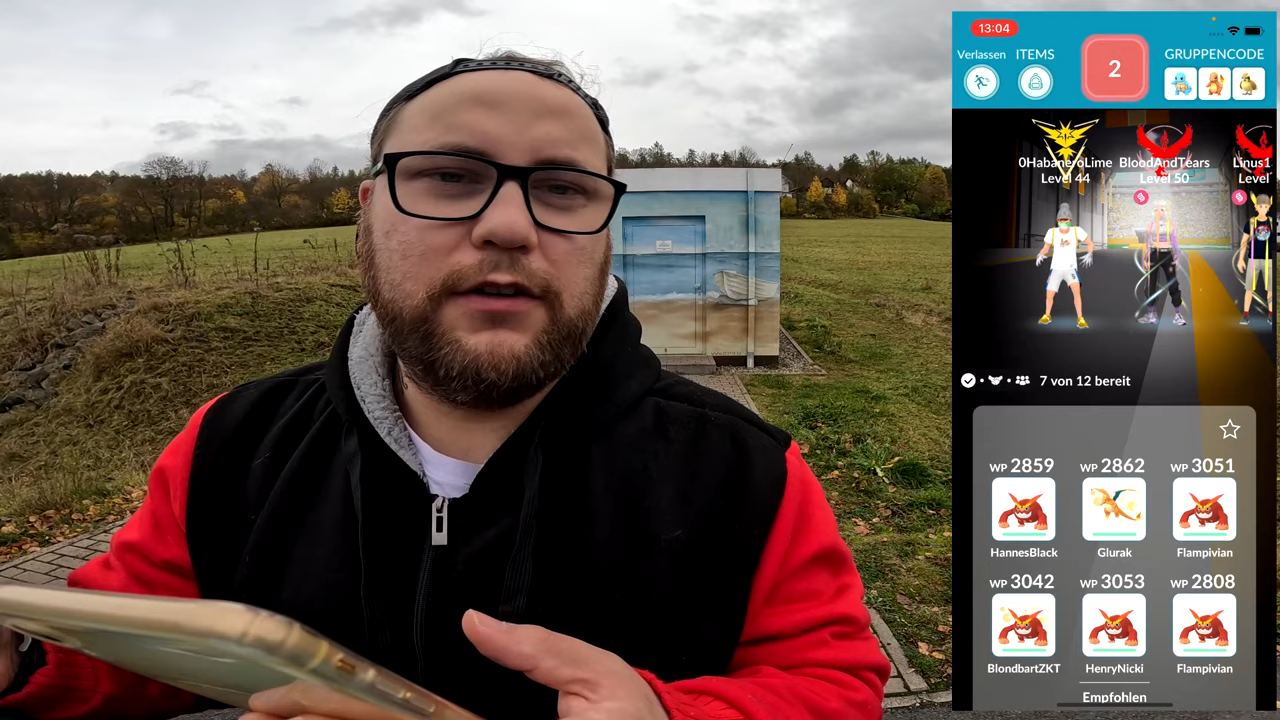 13:04
Verlassen
ITEMS
2
GRUPPENCODE
0HabaneroLime
Level 44
BloodAndTears
Level 50
Linus1
Level
7 von 12 bereit
WP 2859
WP 2862
WP 3051
HannesBlack
Glurak
Flampivian
WP 3042
WP 3053
WP 2808
BlondbartZKT
HenryNicki
Flampivian
Empfohlen